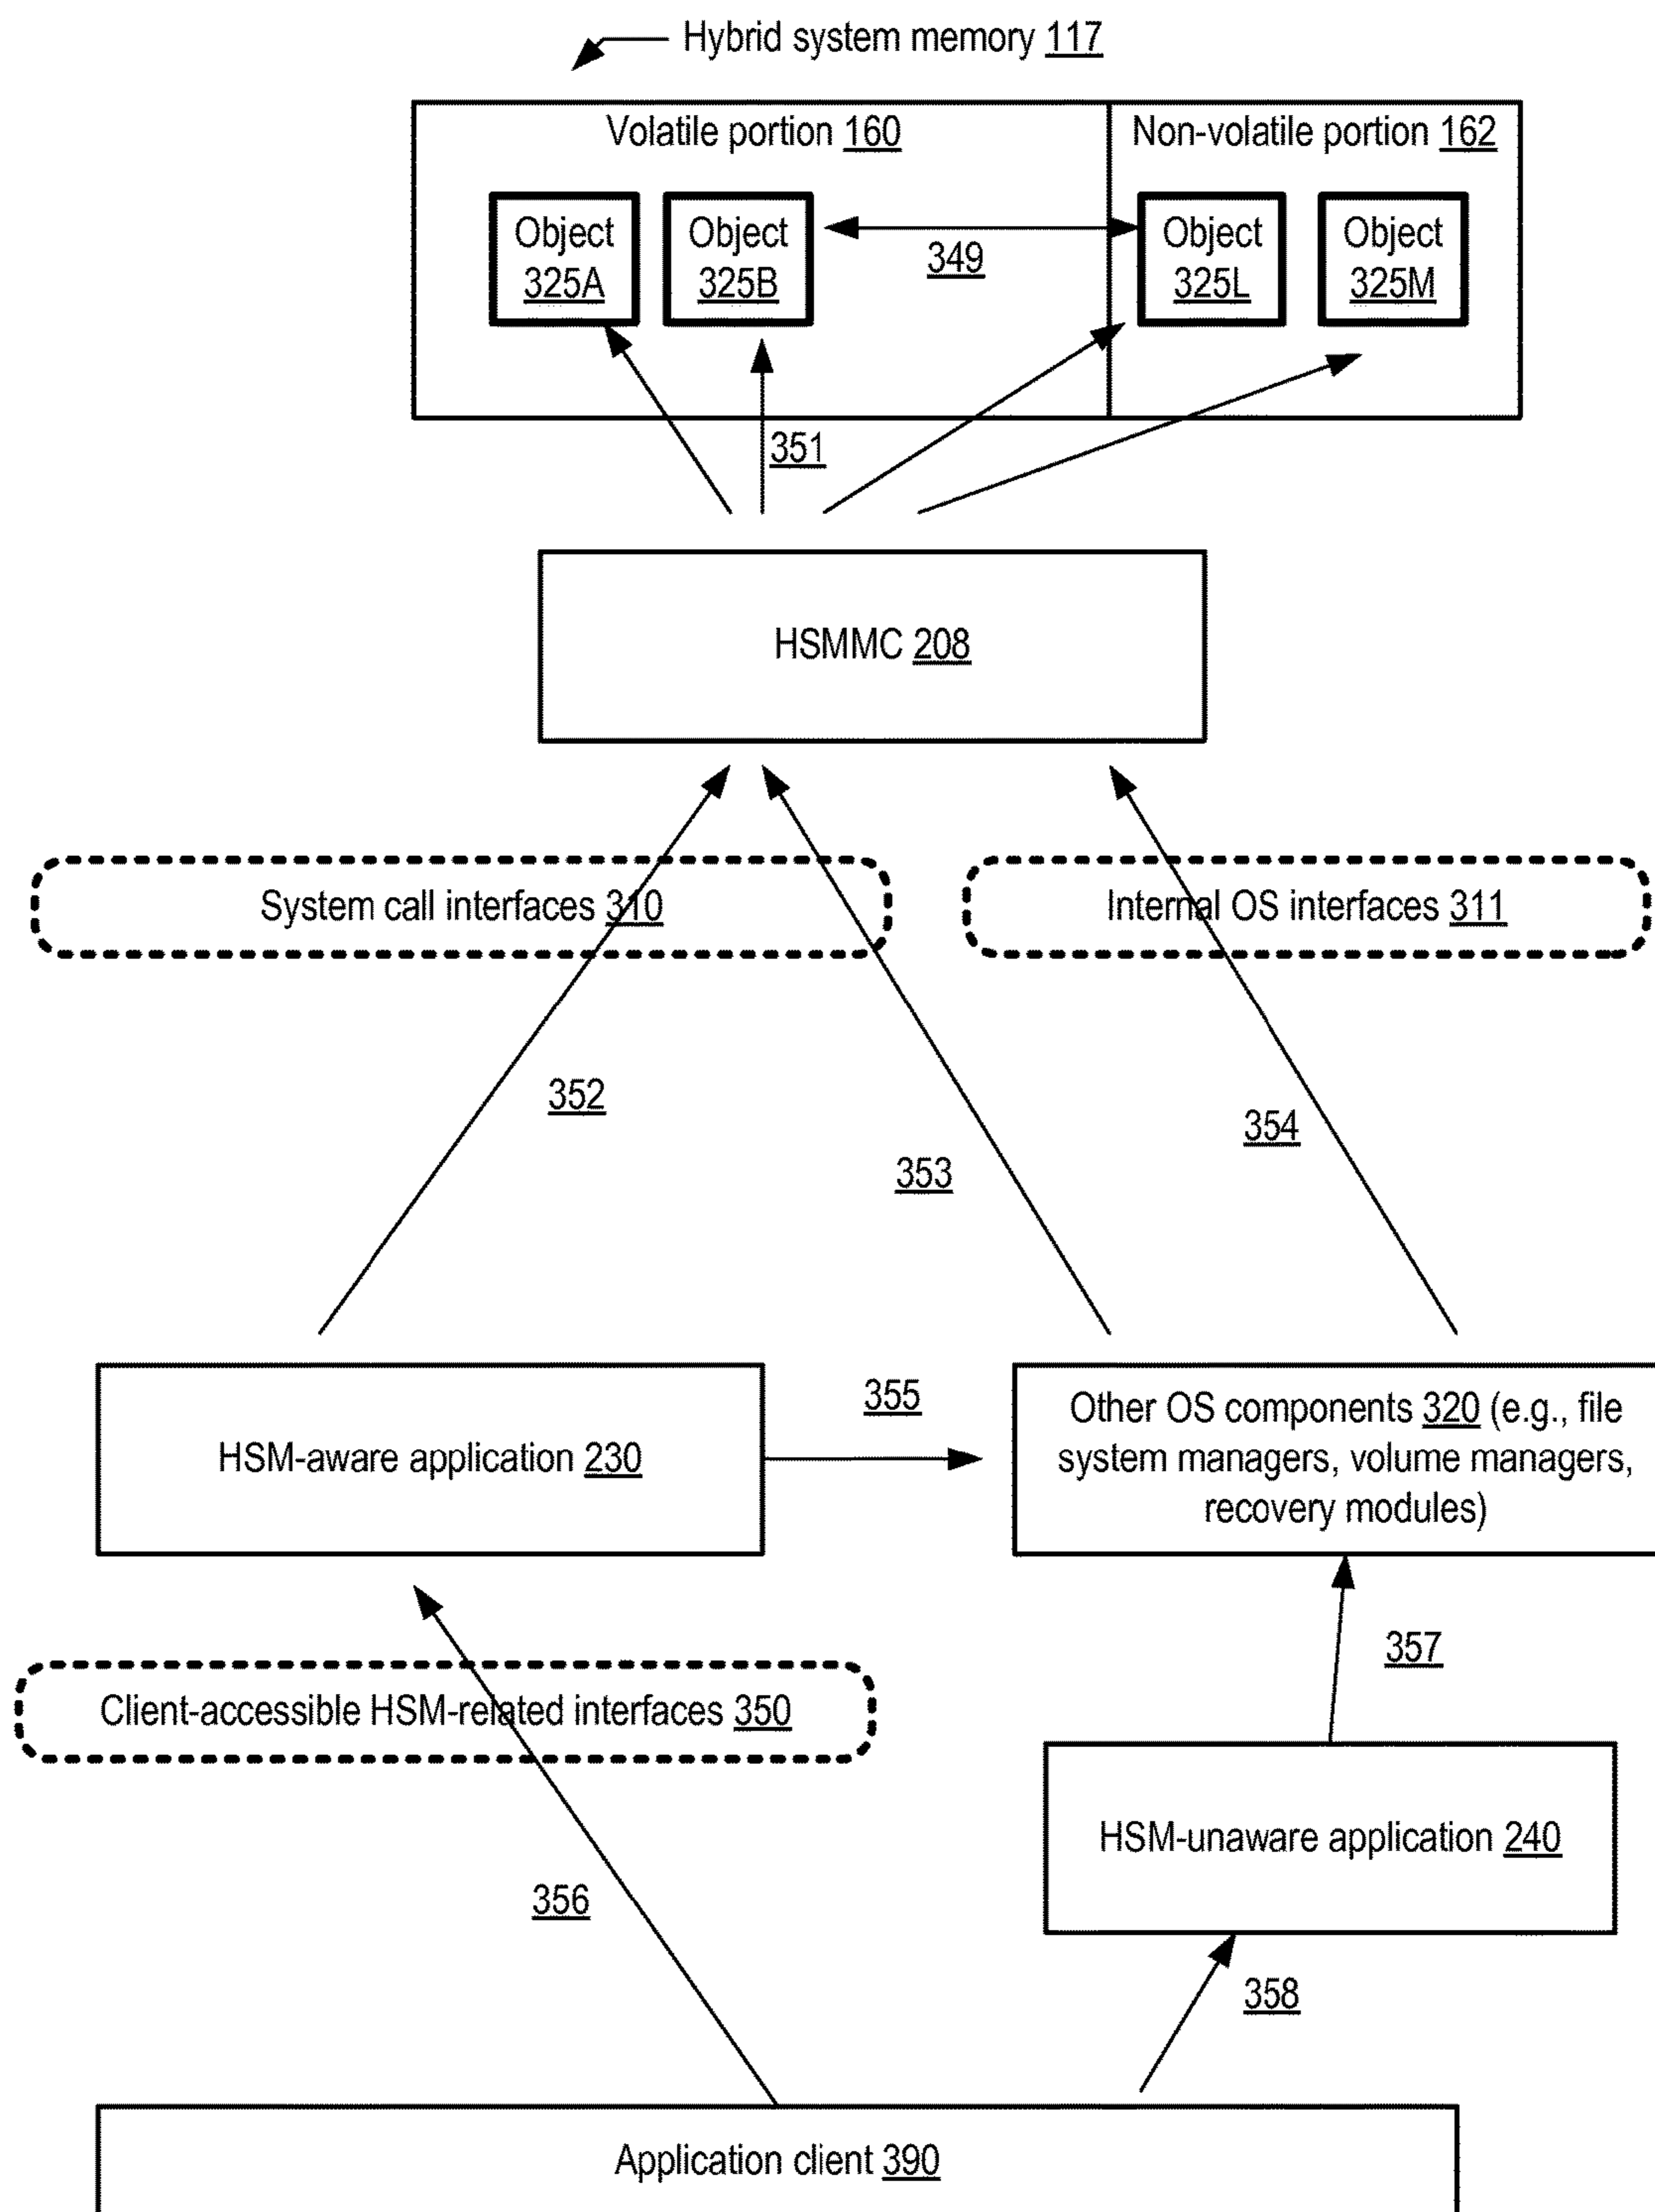 Hybrid system memory 117
Volatile portion 160
Non-volatile portion 162
Object
325A
Object
325B
349
Object
325L
Object
325M
351
HSMMC 208
System call interfaces 310
Internal OS interfaces 311
352
353
354
HSM-aware application 230
355
Other OS components 320 (e.g., file
system managers, volume managers,
recovery modules)
357
Client-accessible HSM-related interfaces 350
HSM-unaware application 240
356
358
Application client 390